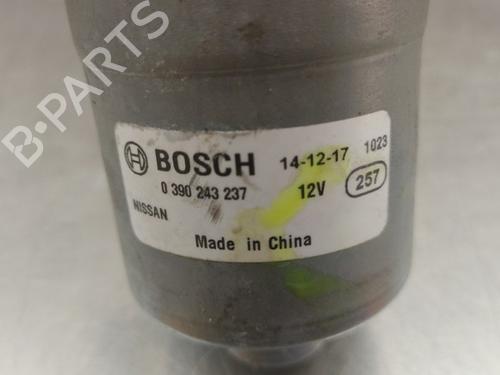 B-PARTS
BOSCH 14-12-17 1023
0 390 243 237 12V 257
NISSAN
Made in China